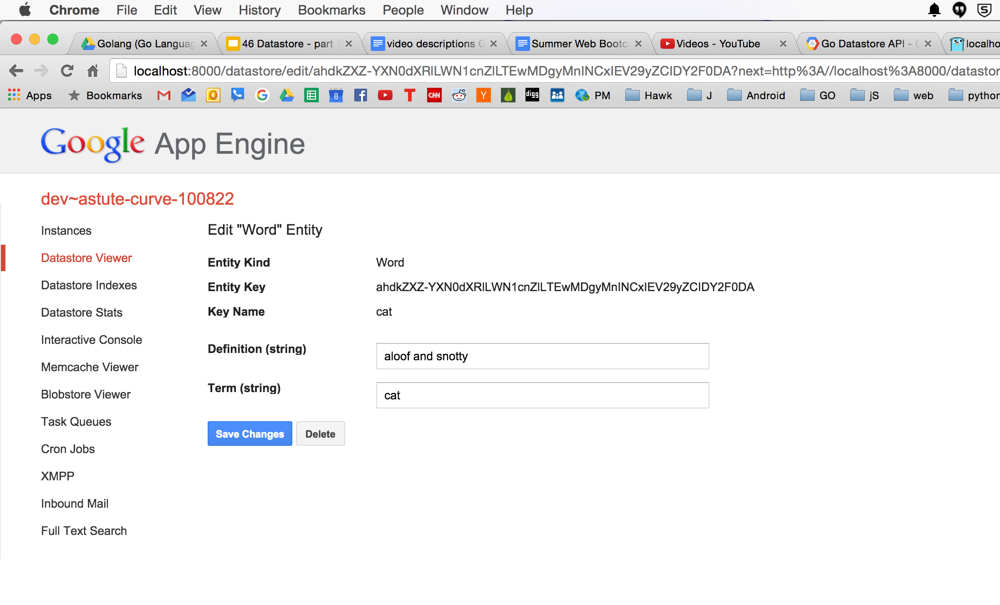 Chrome File Edit View History Bookmarks People Window Help
Golang (Go Languag 46 Datastore - part 1 video descriptions G Summer Web Bootc Videos - YouTube Go Datastore API - localho
localhost:8000/datastore/edit/ahdkZXZ-YXN0dXRlLWN1cnZlLTEwMDgyMnINCxIEV29yZCIDY2F0DA?next=http%3A//localhost%3A8000/datastor
Apps Bookmarks 8 CNN Y digg PM Hawk J Android GO jS web python
Google App Engine
dev~astute-curve-100822
Instances
Datastore Viewer
Datastore Indexes
Datastore Stats
Interactive Console
Memcache Viewer
Blobstore Viewer
Task Queues
Cron Jobs
XMPP
Inbound Mail
Full Text Search
Edit "Word" Entity
Entity Kind Word
Entity Key ahdkZXZ-YXN0dXRlLWN1cnZlLTEwMDgyMnINCxIEV29yZCIDY2F0DA
Key Name cat
Definition (string) aloof and snotty
Term (string) cat
Save Changes Delete